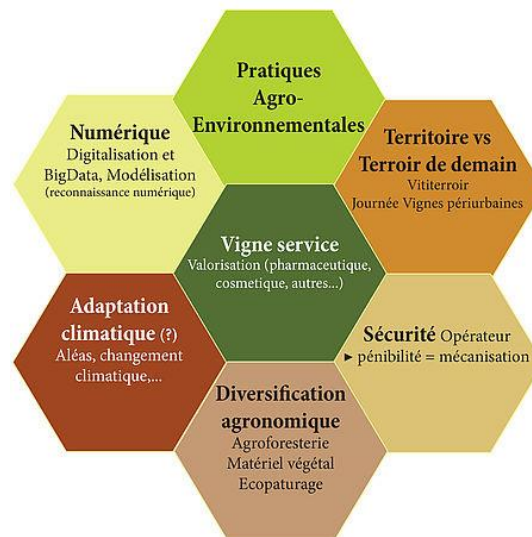 Pratiques
Agro-
Environnementales
Numérique
Digitalisation et
BigData, Modélisation
(reconnaissance numérique)
Territoire vs
Terroir de demain
Vititerroir
Journée Vignes périurbaines
Vigne service
Valorisation (pharmaceutique,
cosmetique, autres...)
Adaptation
climatique (?)
Aléas, changement
climatique,...
Sécurité Opérateur
► pénibilité = mécanisation
Diversification
agronomique
Agroforesterie
Matériel végétal
Ecopaturage